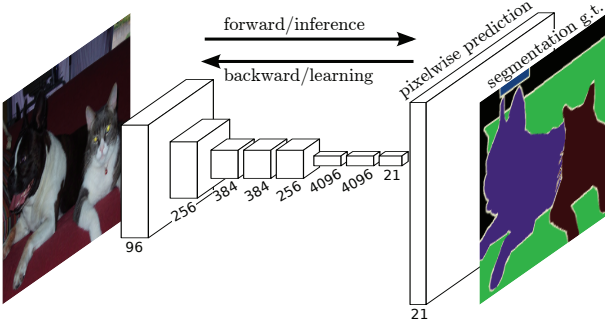 forward/inference
backward/learning
pixelwise prediction
segmentation g.t.
96
256
384
384
256
4096
4096
21
21